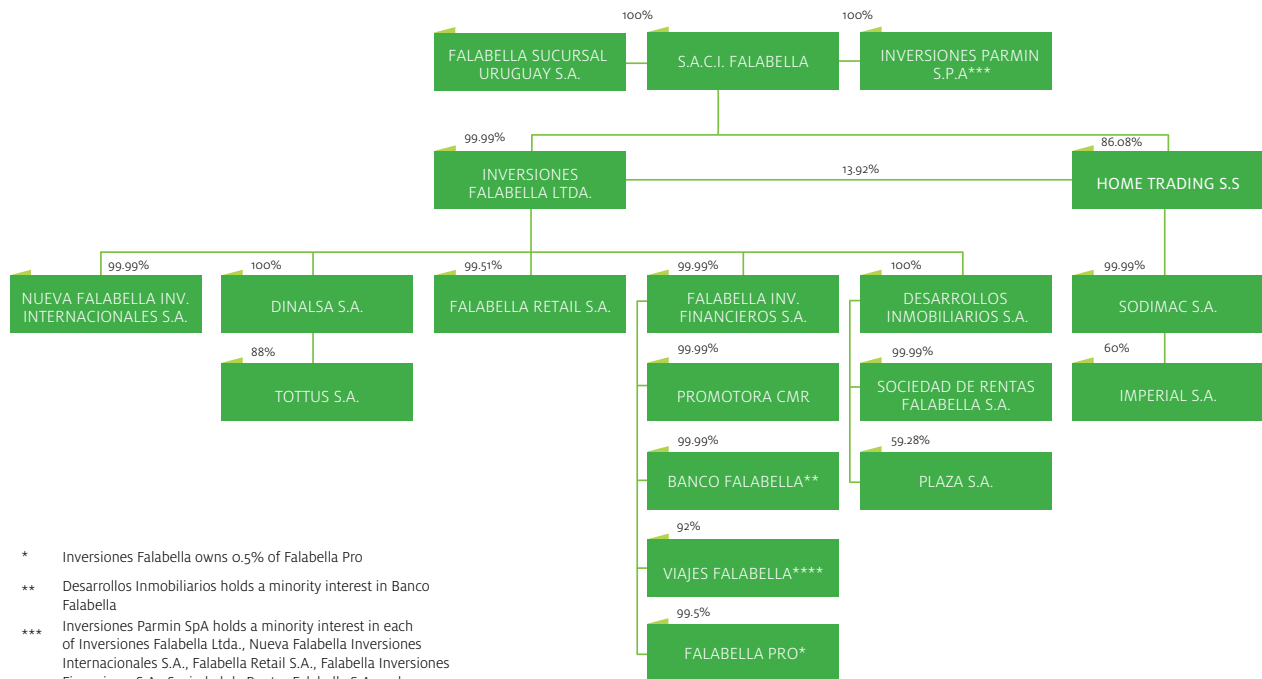 100%
100%
FALABELLA SUCURSAL
URUGUAY S.A.
S.A.C.I. FALABELLA
INVERSIONES PARMIN
S.P.A***
99.99%
86.08%
INVERSIONES
FALABELLA LTDA.
13.92%
HOME TRADING S.S
99.99%
100%
99.51%
99.99%
100%
99.99%
NUEVA FALABELLA INV.
INTERNACIONALES S.A.
DINALSA S.A.
FALABELLA RETAIL S.A.
FALABELLA INV.
FINANCIEROS S.A.
DESARROLLOS
INMOBILIARIOS S.A.
SODIMAC S.A.
88%
99.99%
99.99%
60%
TOTTUS S.A.
PROMOTORA CMR
SOCIEDAD DE RENTAS
FALABELLA S.A.
IMPERIAL S.A.
99.99%
59.28%
BANCO FALABELLA**
PLAZA S.A.
92%
VIAJES FALABELLA****
99.5%
FALABELLA PRO*
* Inversiones Falabella owns 0.5% of Falabella Pro
** Desarrollos Inmobiliarios holds a minority interest in Banco
Falabella
*** Inversiones Parmin SpA holds a minority interest in each
of Inversiones Falabella Ltda., Nueva Falabella Inversiones
Internacionales S.A., Falabella Retail S.A., Falabella Inversiones